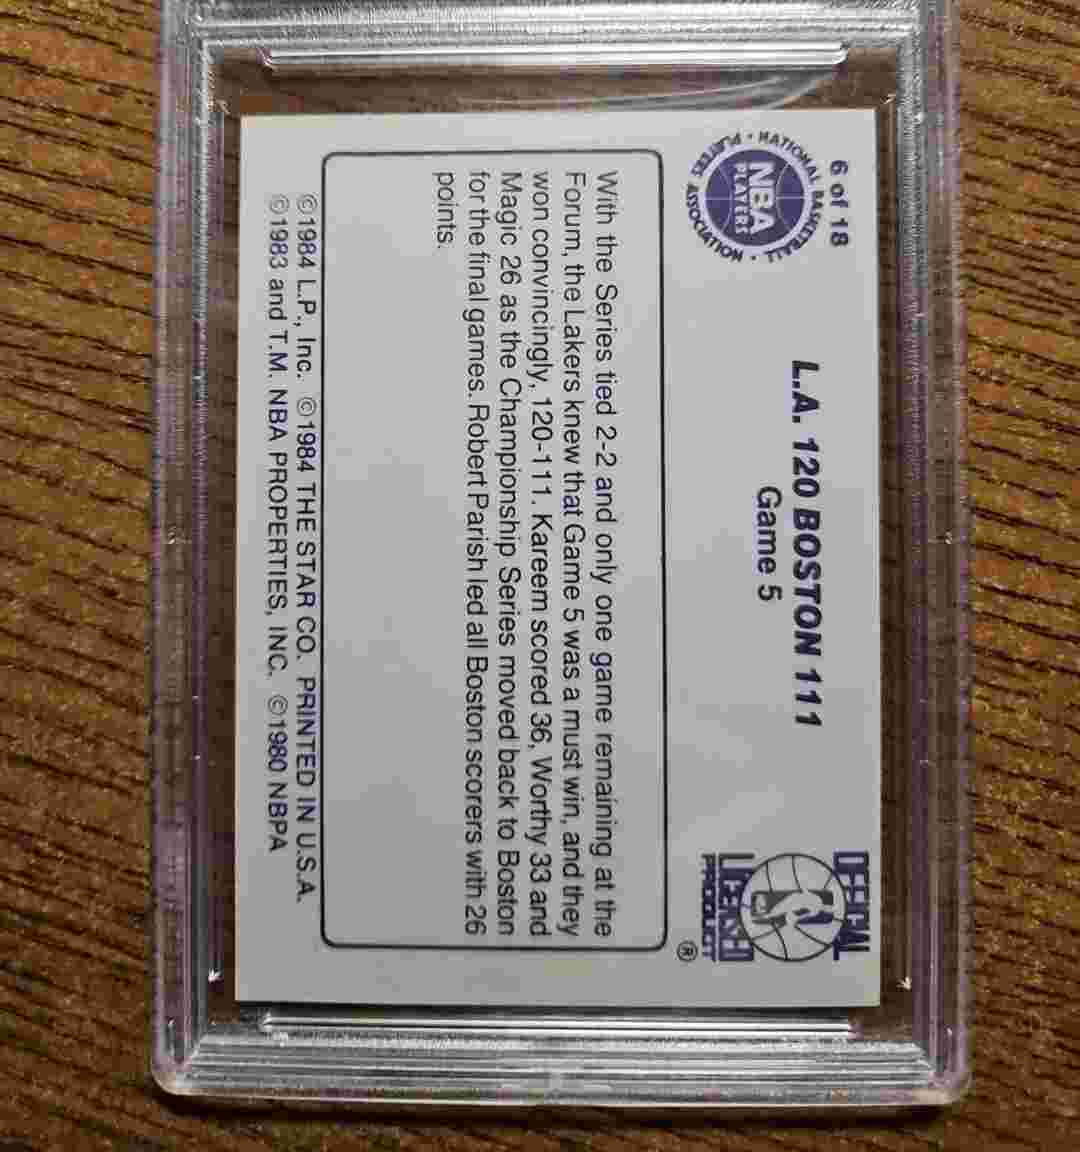 6 of 18
NATIONAL BASKETBALL
PLAYERS ASSOCIATION
NBA
PLAYERS
L.A. 120 BOSTON 111
Game 5
OFFICIAL
LICENSED
PRODUCT
®
With the Series tied 2-2 and only one game remaining at the
Forum, the Lakers knew that Game 5 was a must win, and they
won convincingly, 120-111. Kareem scored 36, Worthy 33 and
Magic 26 as the Championship Series moved back to Boston
for the final games. Robert Parish led all Boston scorers with 26
points.
©1984 L.P., Inc. ©1984 THE STAR CO. PRINTED IN U.S.A.
©1983 and T.M. NBA PROPERTIES, INC. ©1980 NBPA